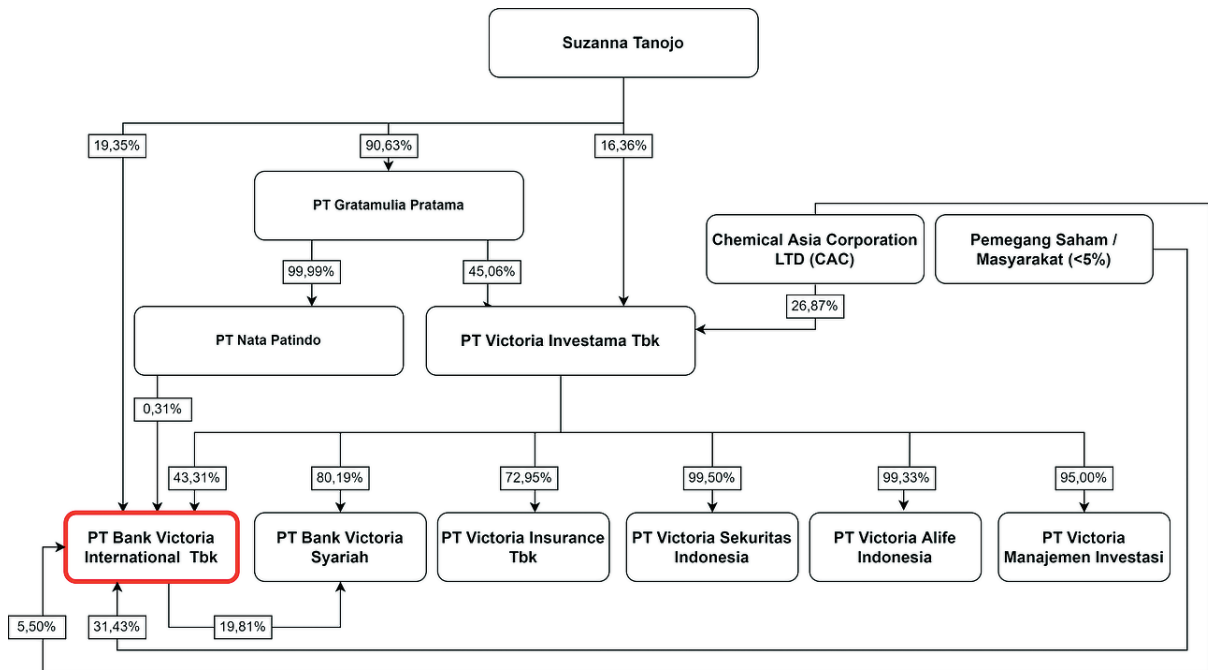 Suzanna Tanojo
19,35%
90,63%
16,36%
PT Gratamulia Pratama
Chemical Asia Corporation
LTD (CAC)
Pemegang Saham /
Masyarakat (<5%)
99,99%
45,06%
26,87%
PT Nata Patindo
PT Victoria Investama Tbk
0,31%
43,31%
80,19%
72,95%
99,50%
99,33%
95,00%
PT Bank Victoria
International Tbk
PT Bank Victoria
Syariah
PT Victoria Insurance
Tbk
PT Victoria Sekuritas
Indonesia
PT Victoria Alife
Indonesia
PT Victoria
Manajemen Investasi
5,50%
31,43%
19,81%